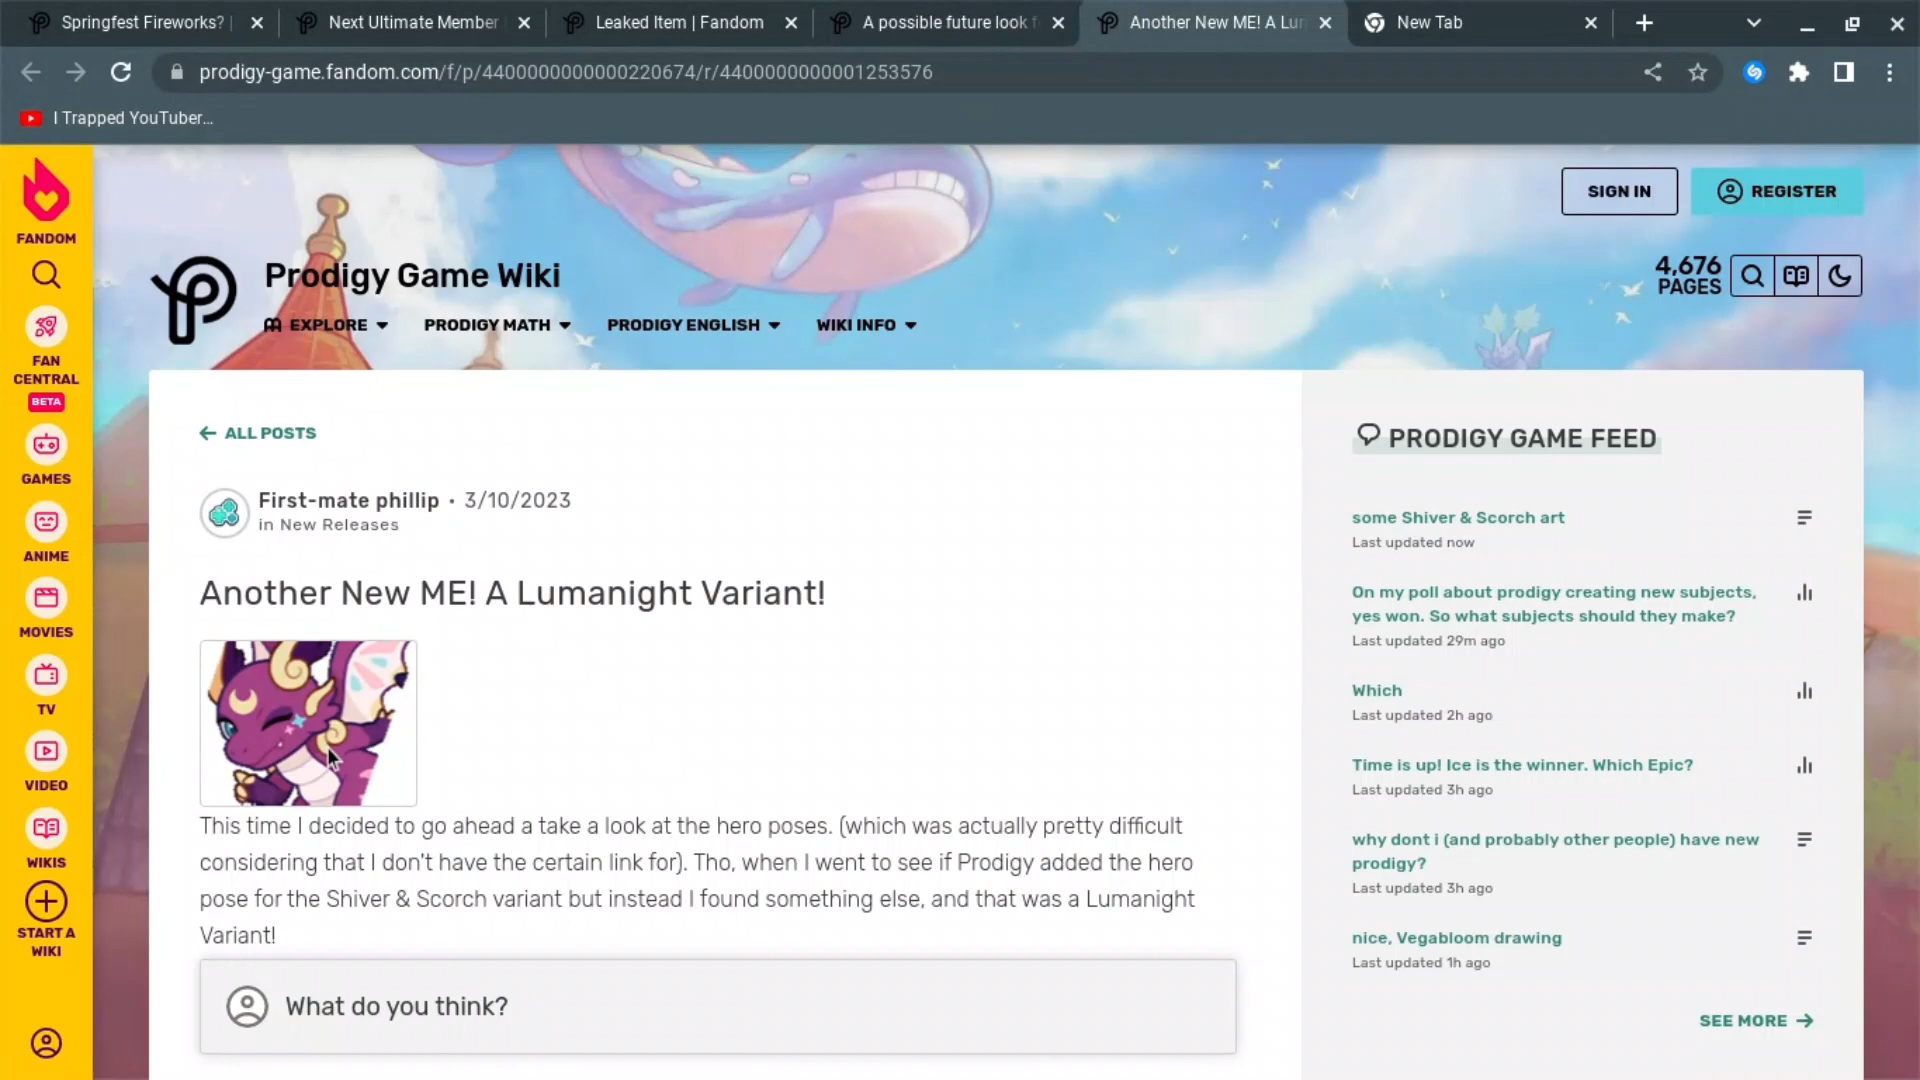 Springfest Fireworks? |
Next Ultimate Member
Leaked Item | Fandom
A possible future look f
Another New ME! A Lum
New Tab
prodigy-game.fandom.com/f/p/4400000000000220674/r/4400000000001253576
I Trapped YouTuber...
FANDOM
FAN
CENTRAL
BETA
GAMES
ANIME
MOVIES
TV
VIDEO
WIKIS
START A
WIKI
SIGN IN
REGISTER
Prodigy Game Wiki
4,676
PAGES
EXPLORE
PRODIGY MATH
PRODIGY ENGLISH
WIKI INFO
ALL POSTS
First-mate phillip • 3/10/2023
in New Releases
Another New ME! A Lumanight Variant!
This time I decided to go ahead a take a look at the hero poses. (which was actually pretty difficult
considering that I don't have the certain link for). Tho, when I went to see if Prodigy added the hero
pose for the Shiver & Scorch variant but instead I found something else, and that was a Lumanight
Variant!
What do you think?
PRODIGY GAME FEED
some Shiver & Scorch art
Last updated now
On my poll about prodigy creating new subjects,
yes won. So what subjects should they make?
Last updated 29m ago
Which
Last updated 2h ago
Time is up! Ice is the winner. Which Epic?
Last updated 3h ago
why dont i (and probably other people) have new
prodigy?
Last updated 3h ago
nice, Vegabloom drawing
Last updated 1h ago
SEE MORE